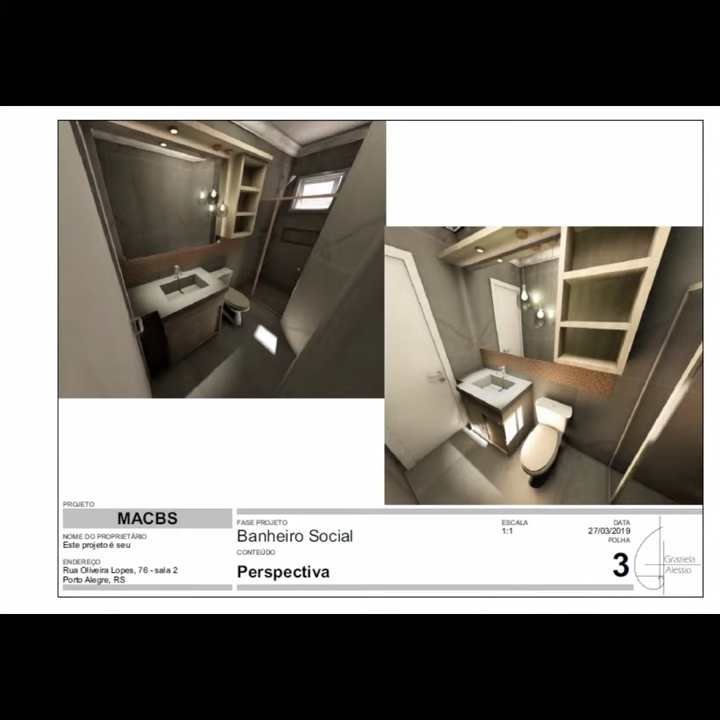 PROJETO
MACBS
NOME DO PROPRIETÁRIO
Este projeto é seu
ENDEREÇO
Rua Oliveira Lopes, 76 - sala 2
Porto Alegre, RS
FASE PROJETO
Banheiro Social
CONTEÚDO
Perspectiva
ESCALA
1:1
DATA
27/03/2019
FOLHA
3
Graziela
Alessio